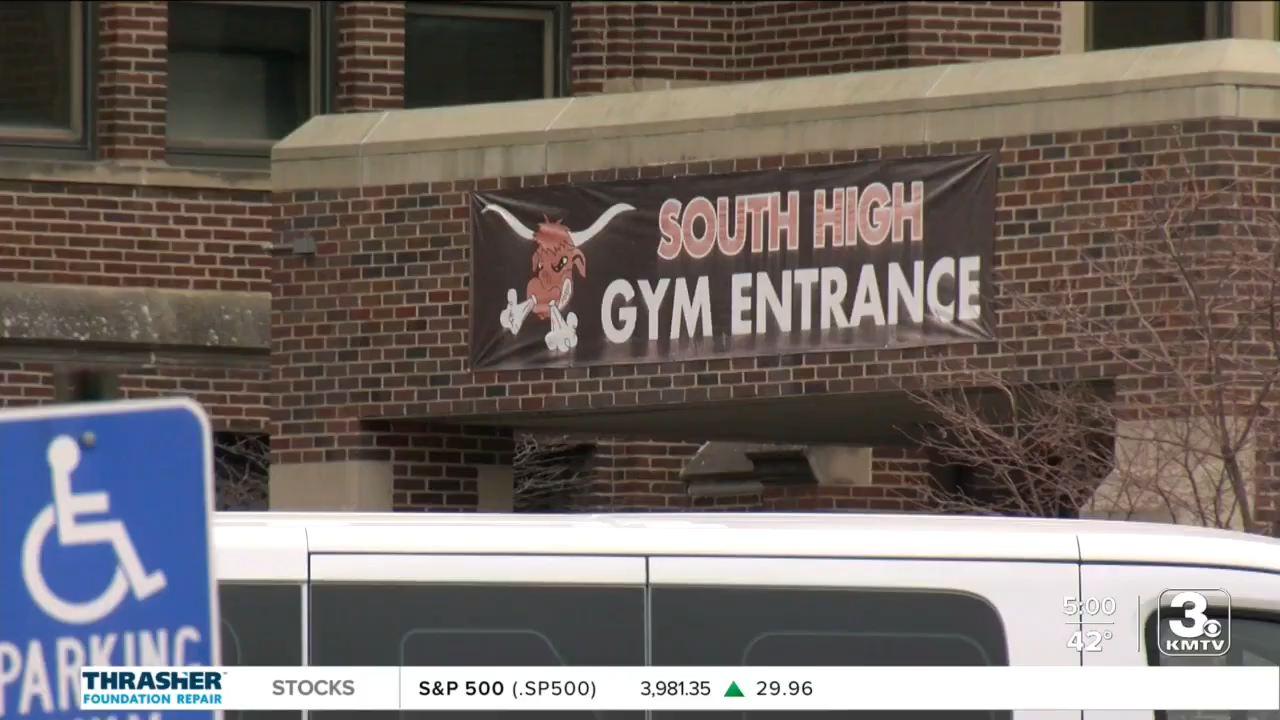 SOUTH HIGH
GYM ENTRANCE
PARKING
5:00
42°
3
KMTV
THRASHER
FOUNDATION REPAIR
STOCKS
S&P 500 (.SP500)
3,981.35 ▲ 29.96